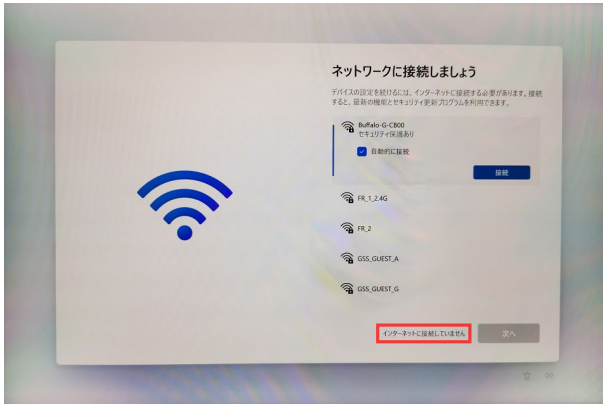 ネットワークに接続しましょう
デバイスの設定を続けるには、インターネットに接続する必要があります。接続
すると、最新の機能とセキュリティ更新プログラムを利用できます。
Buffalo-G-CB00
セキュリティ保護あり
自動的に接続
接続
FR_1_2.4G
FR_2
GSS_GUEST_A
GSS_GUEST_G
インターネットに接続していません
次へ